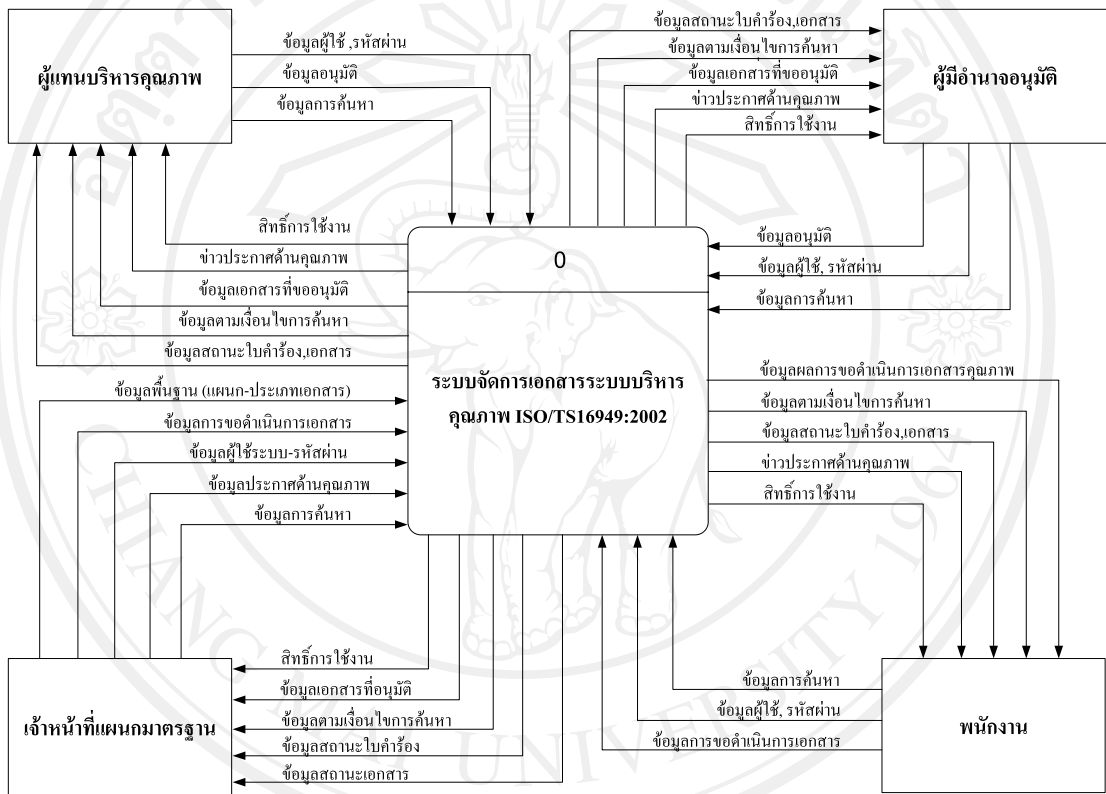 ผู้แทนบริหารคุณภาพ
ข้อมูลผู้ใช้ ,รหัสผ่าน
ข้อมูลอนุมัติ
ข้อมูลการค้นหา
ข้อมูลสถานะใบคำร้อง,เอกสาร
ข้อมูลตามเงื่อนไขการค้นหา
ข้อมูลเอกสารที่ขออนุมัติ
ข่าวประกาศด้านคุณภาพ
สิทธิ์การใช้งาน
ผู้มีอำนาจอนุมัติ
สิทธิ์การใช้งาน
ข่าวประกาศด้านคุณภาพ
ข้อมูลเอกสารที่ขออนุมัติ
ข้อมูลตามเงื่อนไขการค้นหา
ข้อมูลสถานะใบคำร้อง,เอกสาร
0
ระบบจัดการเอกสารระบบบริหาร
คุณภาพ ISO/TS16949:2002
ข้อมูลอนุมัติ
ข้อมูลผู้ใช้, รหัสผ่าน
ข้อมูลการค้นหา
ข้อมูลพื้นฐาน (แผนก-ประเภทเอกสาร)
ข้อมูลการขอดำเนินการเอกสาร
ข้อมูลผู้ใช้ระบบ-รหัสผ่าน
ข้อมูลประกาศด้านคุณภาพ
ข้อมูลการค้นหา
ข้อมูลผลการขอดำเนินการเอกสารคุณภาพ
ข้อมูลตามเงื่อนไขการค้นหา
ข้อมูลสถานะใบคำร้อง,เอกสาร
ข่าวประกาศด้านคุณภาพ
สิทธิ์การใช้งาน
เจ้าหน้าที่แผนกมาตรฐาน
สิทธิ์การใช้งาน
ข้อมูลเอกสารที่อนุมัติ
ข้อมูลตามเงื่อนไขการค้นหา
ข้อมูลสถานะใบคำร้อง
ข้อมูลสถานะเอกสาร
ข้อมูลการค้นหา
ข้อมูลผู้ใช้, รหัสผ่าน
ข้อมูลการขอดำเนินการเอกสาร
พนักงาน
CHIANG MAI UNIVERSITY 1964